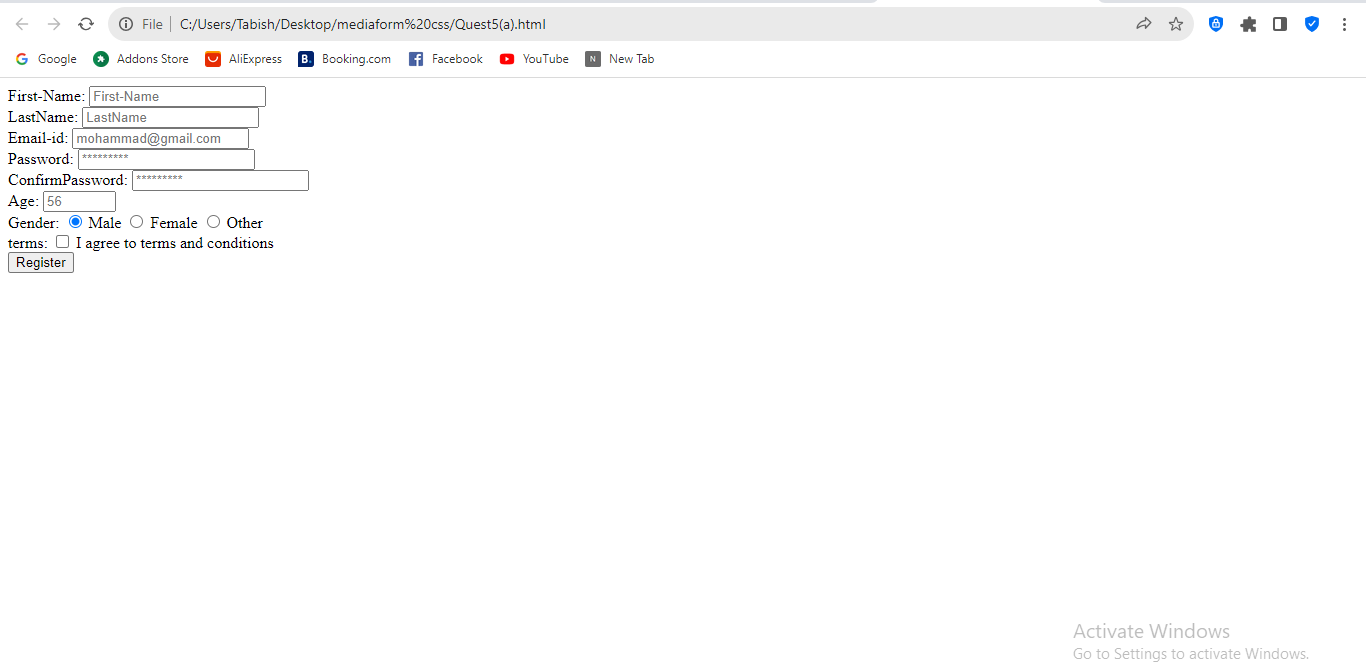 File C:/Users/Tabish/Desktop/mediaform%20css/Quest5(a).html
Google Addons Store AliExpress B. Booking.com Facebook YouTube N New Tab
First-Name: First-Name
LastName: LastName
Email-id: mohammad@gmail.com
Password: *********
ConfirmPassword: *********
Age: 56
Gender: Male Female Other
terms: I agree to terms and conditions
Register
Activate Windows
Go to Settings to activate Windows.